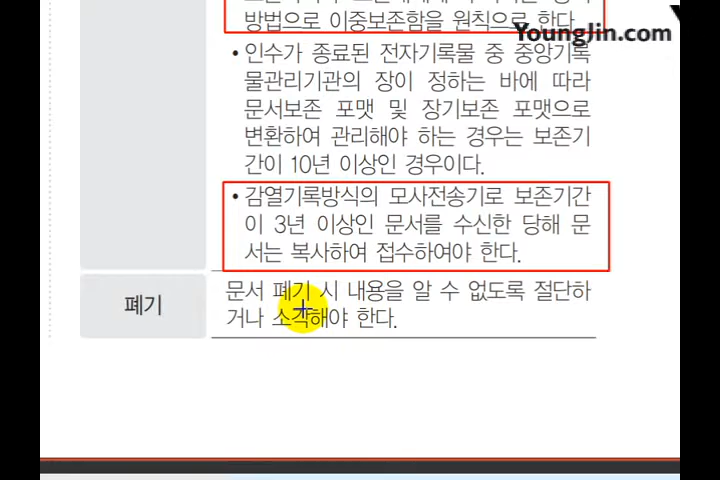 방법으로 이중보존함을 원칙으로 한다.
YoungJin.com
• 인수가 종료된 전자기록물 중 중앙기록
물관리기관의 장이 정하는 바에 따라
문서보존 포맷 및 장기보존 포맷으로
변환하여 관리해야 하는 경우는 보존기
간이 10년 이상인 경우이다.
• 감열기록방식의 모사전송기로 보존기간
이 3년 이상인 문서를 수신한 당해 문
서는 복사하여 접수하여야 한다.
폐기
문서 폐기 시 내용을 알 수 없도록 절단하
거나 소각해야 한다.